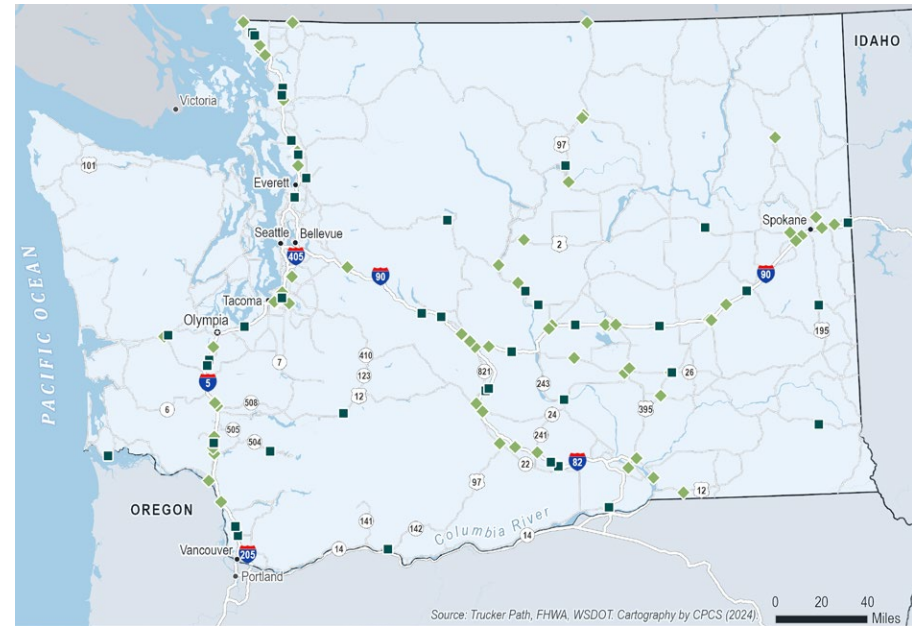 IDAHO
Victoria
101
97
Everett
Spokane
Seattle
Bellevue
2
405
90
90
Tacoma
Olympia
195
PACIFIC OCEAN
7
410
123
12
821
243
26
5
6
508
24
395
505
504
241
22
82
97
12
OREGON
141
142
Columbia River
14
14
Vancouver
205
Portland
0 20 40 60
Miles
Source: Trucker Path, FHWA, WSDOT. Cartography by CPCS (2024).